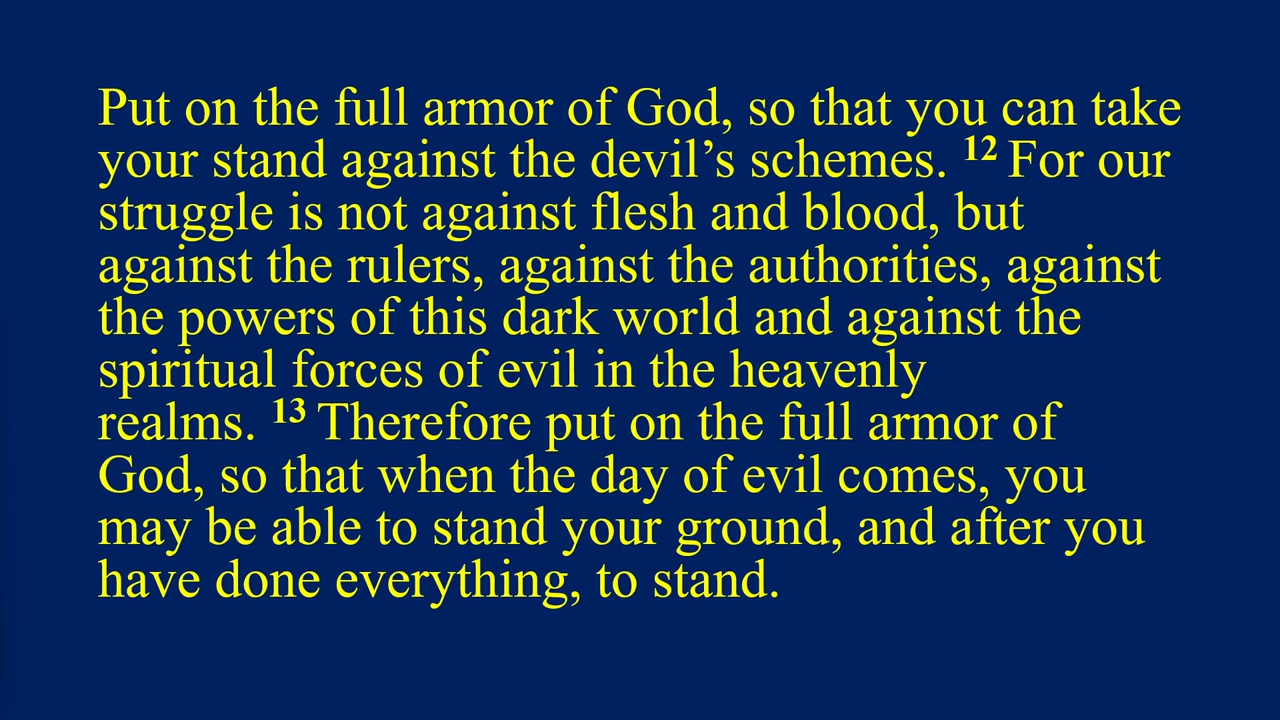 Put on the full armor of God, so that you can take
your stand against the devil’s schemes. 12 For our
struggle is not against flesh and blood, but
against the rulers, against the authorities, against
the powers of this dark world and against the
spiritual forces of evil in the heavenly
realms. 13 Therefore put on the full armor of
God, so that when the day of evil comes, you
may be able to stand your ground, and after you
have done everything, to stand.